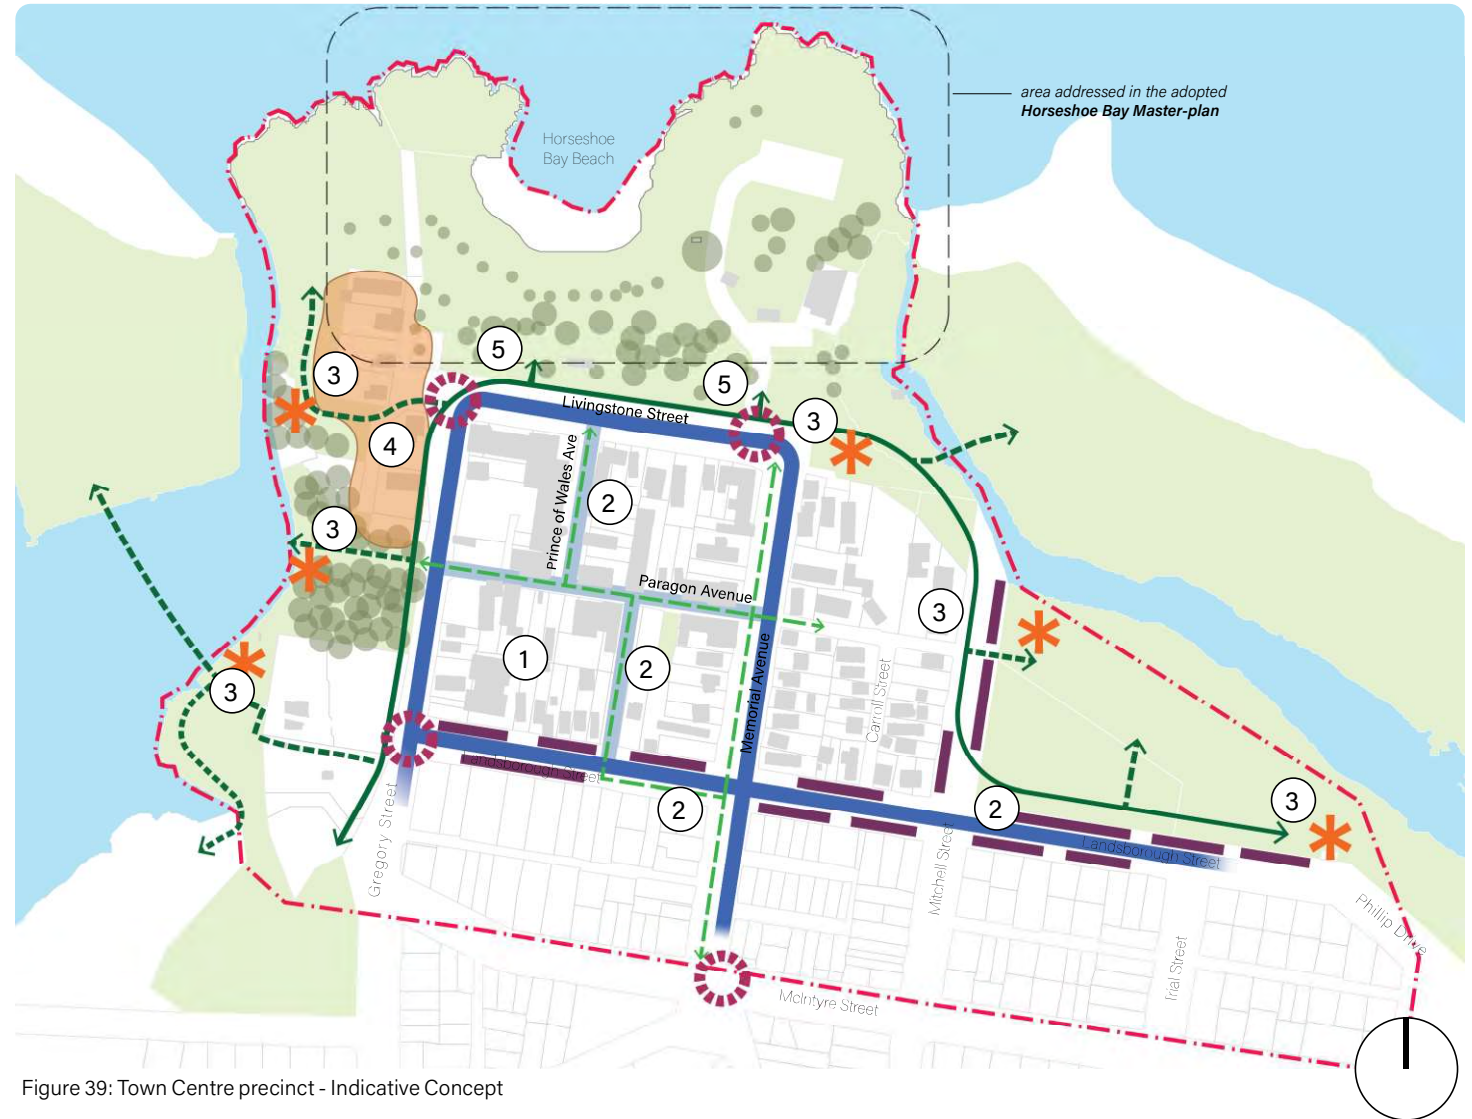 area addressed in the adopted
Horseshoe Bay Master-plan
Horseshoe
Bay Beach
5
3
5
Livingstone Street
3
4
Prince of Wales Ave
2
3
Paragon Avenue
3
1
2
Memorial Avenue
Carroll Street
3
Landsborough Street
2
2
3
Gregory Street
Mitchell Street
Landsborough Street
Phillip Drive
Trial Street
McIntyre Street
Figure 39: Town Centre precinct - Indicative Concept